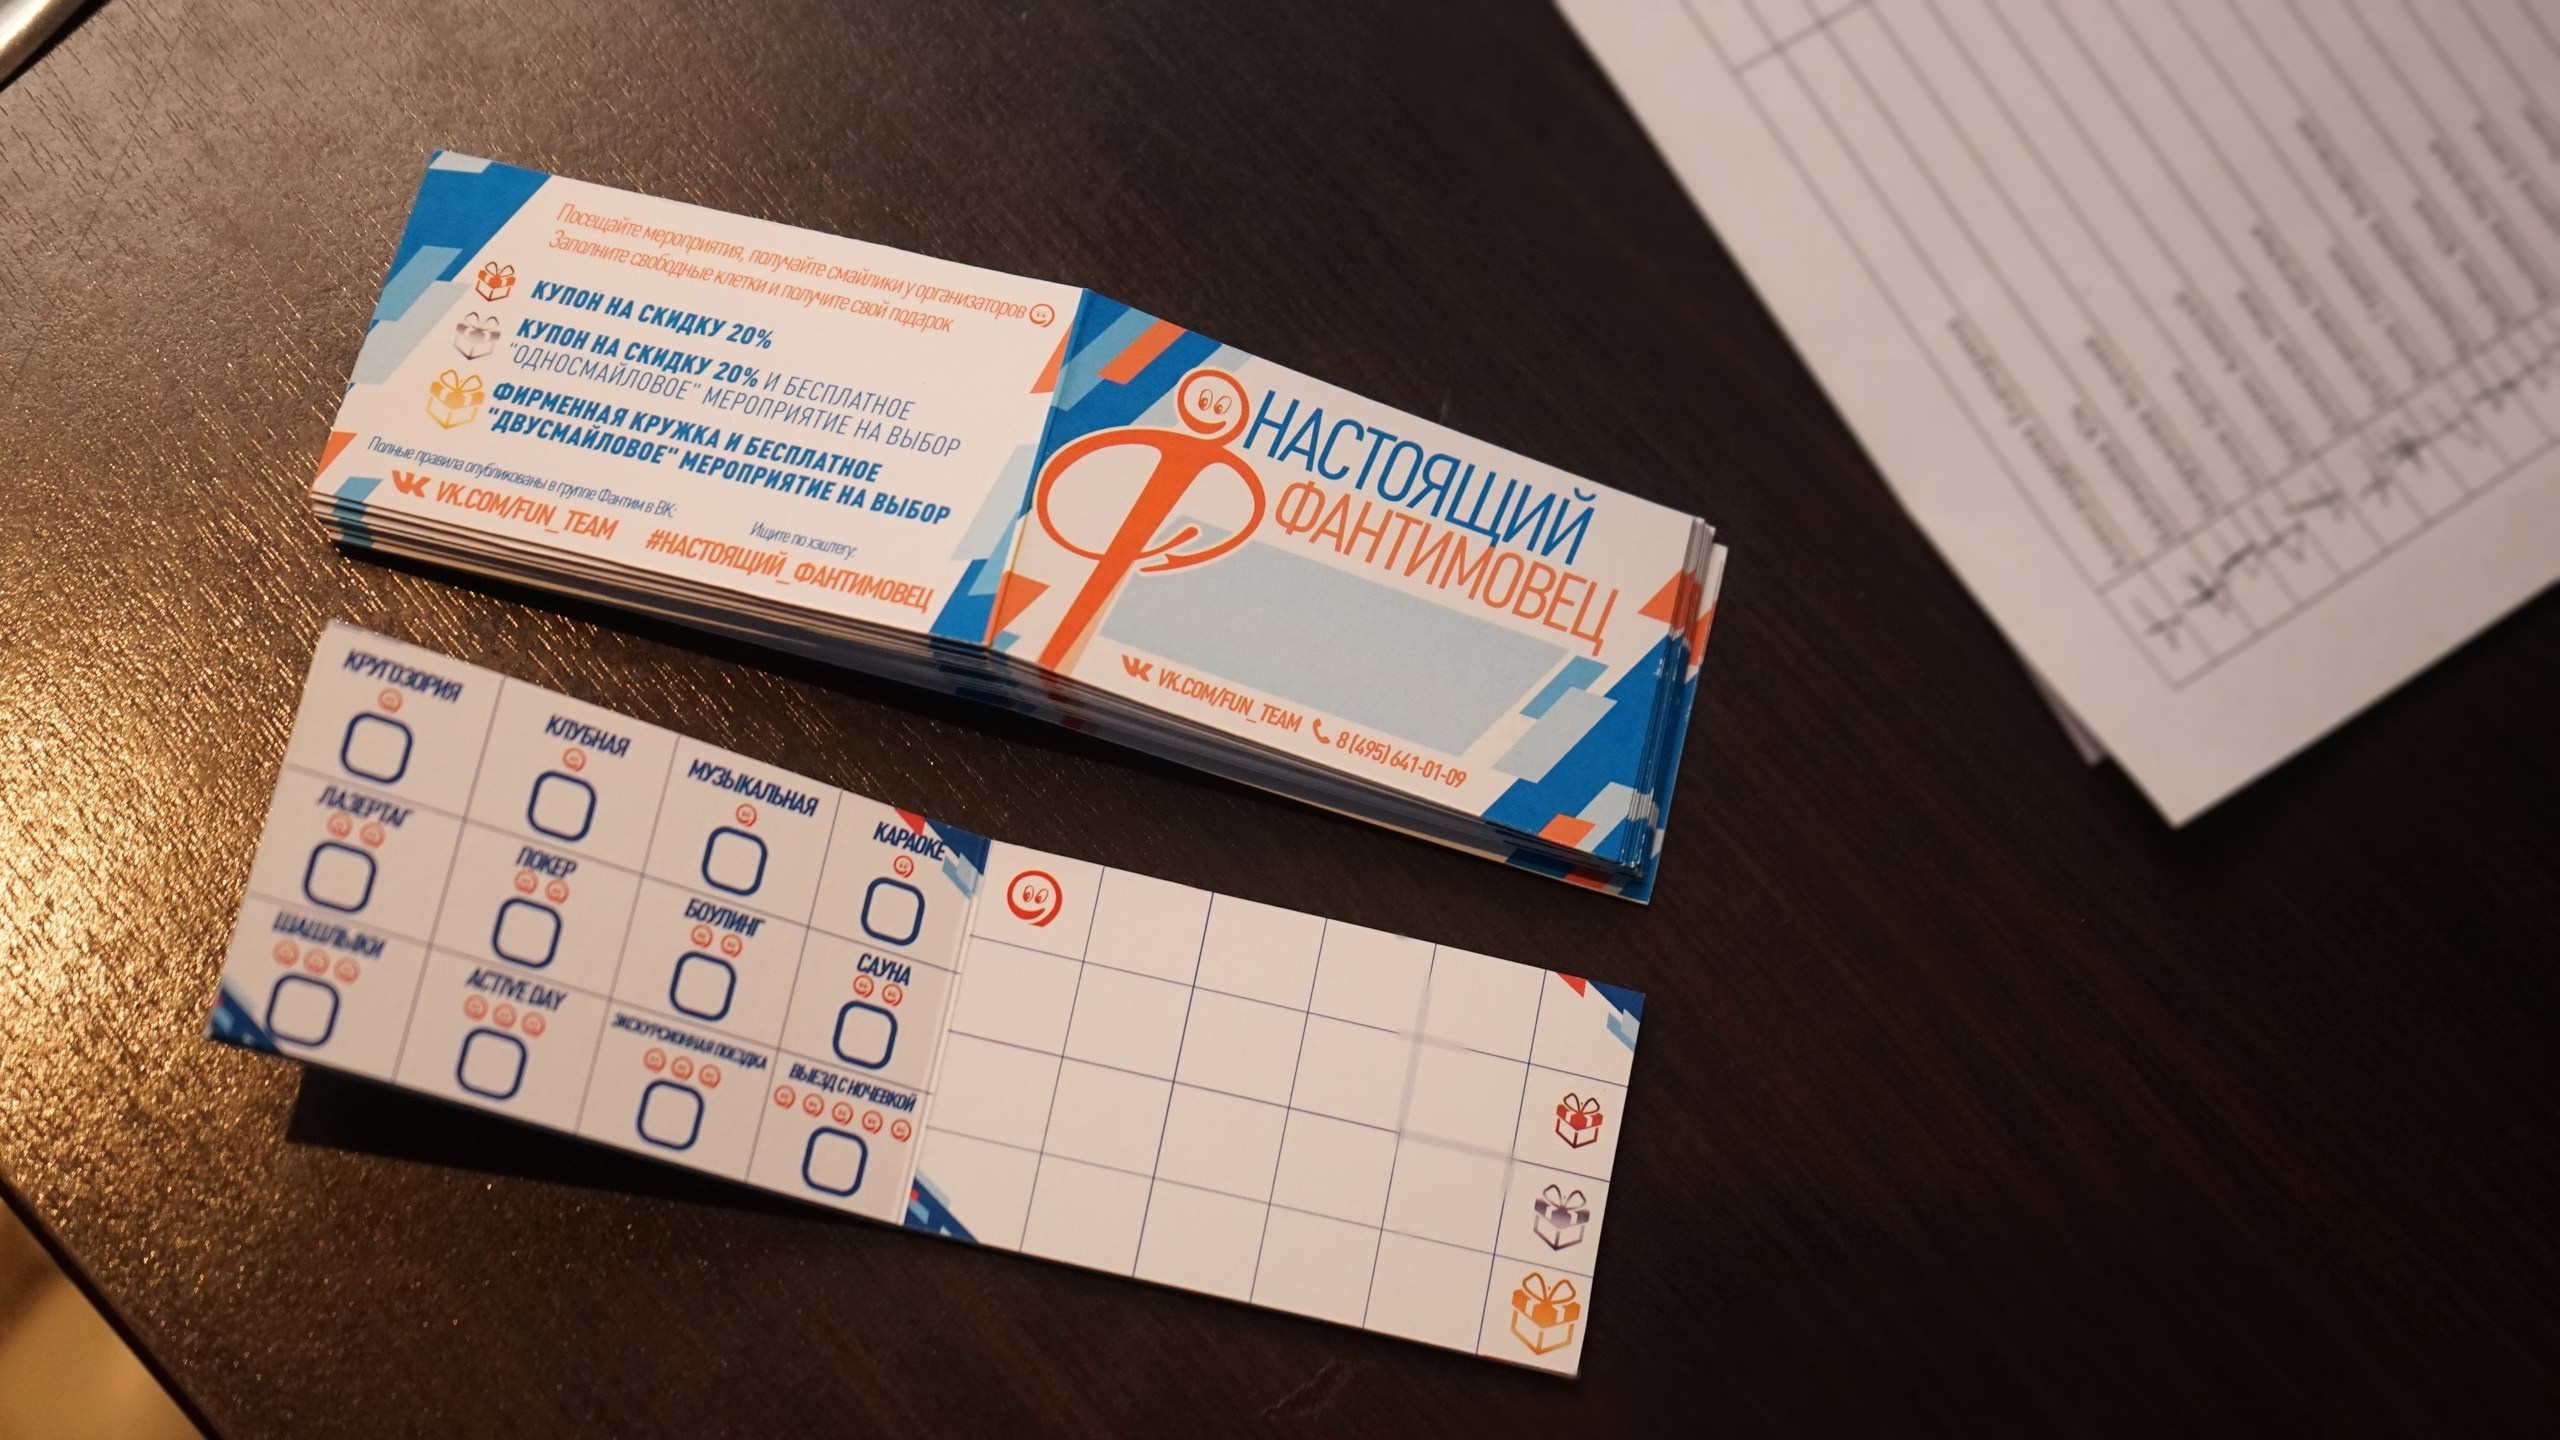 Посещайте мероприятия, получайте смайлики у организаторов
Заполните свободные клетки и получите свой подарок
КУПОН НА СКИДКУ 20%
КУПОН НА СКИДКУ 20% И БЕСПЛАТНОЕ
"ОДНОСМАЙЛОВОЕ" МЕРОПРИЯТИЕ НА ВЫБОР
ФИРМЕННАЯ КРУЖКА И БЕСПЛАТНОЕ
"ДВУСМАЙЛОВОЕ" МЕРОПРИЯТИЕ НА ВЫБОР
Полные правила опубликованы в группе Фантим в ВК:
VK.COM/FUN_TEAM
Ищите по хэштегу:
#НАСТОЯЩИЙ_ФАНТИМОВЕЦ
НАСТОЯЩИЙ
ФАНТИМОВЕЦ
VK.COM/FUN_TEAM 8 (495) 641-01-09
КРУГОЗОРИЯ
КЛУБНАЯ
МУЗЫКАЛЬНАЯ
КАРАОКЕ
ЛАЗЕРТАГ
ПОКЕР
БОУЛИНГ
САУНА
ШАШЛЫКИ
ACTIVE DAY
ЭКСКУРСИОННАЯ ПОЕЗДКА
ВЫЕЗД С НОЧЕВКОЙ